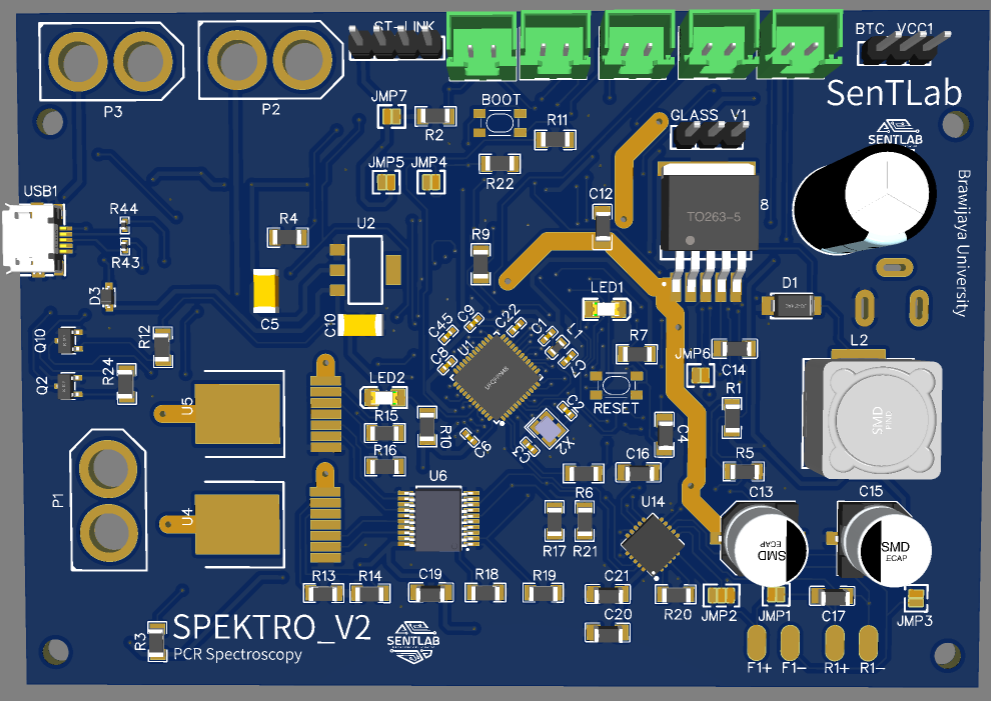 ST-LINK
BTC_VCC1
P3
P2
SenTLab
JMP7
BOOT
R2
R11
GLASS_V1
SENTLAB
JMP5
JMP4
R22
Brawijaya University
USB1
R44
R43
R4
U2
R9
C12
TO263-5
8
D3
C5
C10
LED1
D1
Q10
R12
C45
C9
C22
C1
L1
U1
C8
C7
R7
JMP6
C14
L2
Q2
R24
LED2
RESET
R1
SMD
U5
R15
R10
C2
X2
C3
C6
C4
R16
C16
R5
P1
U4
U6
R6
U14
C13
C15
R17
R21
SMD
ECAP
SMD
ECAP
R13
R14
C19
R18
R19
C21
R20
JMP2
JMP1
C17
JMP3
C20
R3
SPEKTRO_V2
PCR Spectroscopy
SENTLAB
F1+
F1-
R1+
R1-